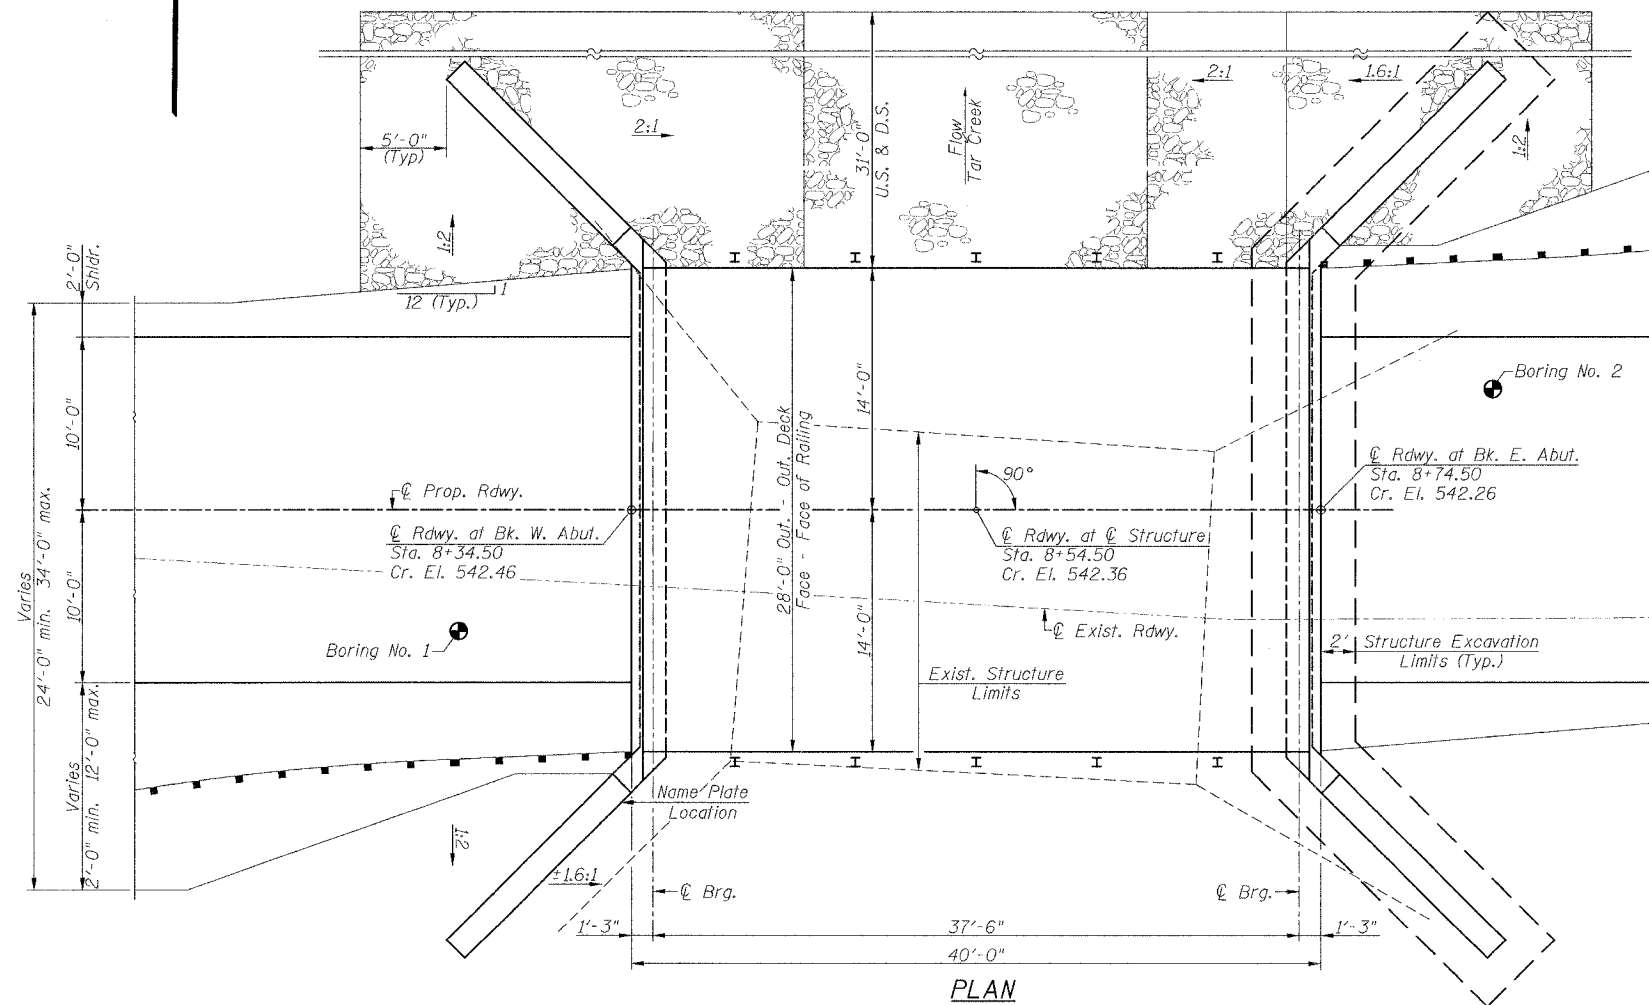 2:1
1.6:1
5'-0"
(Typ)
2:1
31'-0"
U.S. & D.S.
Flow
Tar Creek
1:2
1:2
2'-0"
Shldr.
12 (Typ.)
1
10'-0"
14'-0"
28'-0" Out. - Out. Deck
Face - Face of Railing
Boring No. 2
℄ Rdwy. at Bk. E. Abut.
Sta. 8+74.50
Cr. El. 542.26
90°
℄ Prop. Rdwy.
℄ Rdwy. at Bk. W. Abut.
Sta. 8+34.50
Cr. El. 542.46
℄ Rdwy. at ℄ Structure
Sta. 8+54.50
Cr. El. 542.36
Varies
24'-0" min. 34'-0" max.
10'-0"
14'-0"
℄ Exist. Rdwy.
Boring No. 1
2'
Structure Excavation
Limits (Typ.)
Exist. Structure
Limits
Varies
2'-0" min. 12'-0" max.
Name Plate
Location
1:2
±1.6:1
℄ Brg.
℄ Brg.
1'-3"
37'-6"
1'-3"
40'-0"
PLAN